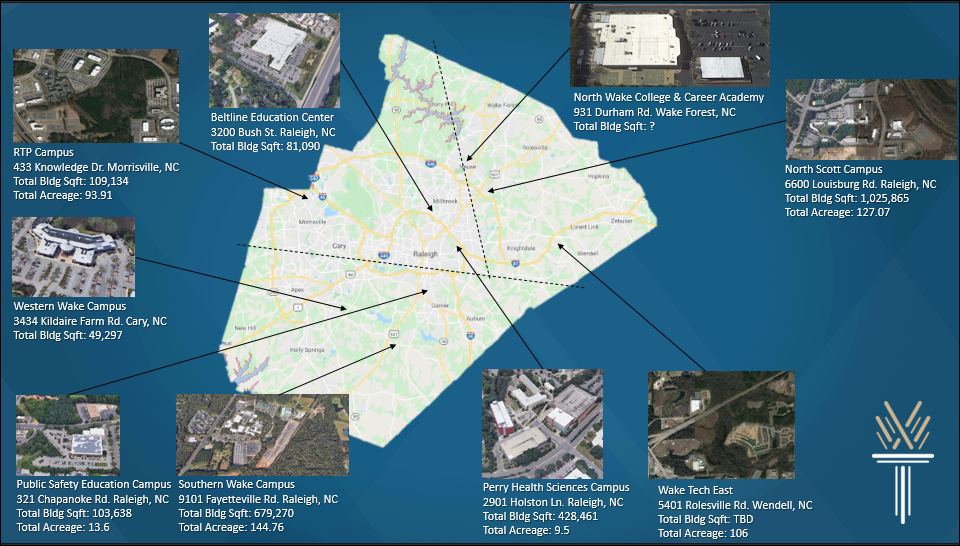 Beltline Education Center
3200 Bush St. Raleigh, NC
Total Bldg Sqft: 81,090
North Wake College & Career Academy
931 Durham Rd. Wake Forest, NC
Total Bldg Sqft: ?
RTP Campus
433 Knowledge Dr. Morrisville, NC
Total Bldg Sqft: 109,134
Total Acreage: 93.91
North Scott Campus
6600 Louisburg Rd. Raleigh, NC
Total Bldg Sqft: 1,025,865
Total Acreage: 127.07
Western Wake Campus
3434 Kildaire Farm Rd. Cary, NC
Total Bldg Sqft: 49,297
Wake Forest
Rolesville
Hopkins
Millbrook
Zebulon
Lizard Lick
Morrisville
Cary
Raleigh
Knightdale
Wendell
Apex
Garner
Auburn
New Hill
Holly Springs
Public Safety Education Campus
321 Chapanoke Rd. Raleigh, NC
Total Bldg Sqft: 103,638
Total Acreage: 13.6
Southern Wake Campus
9101 Fayetteville Rd. Raleigh, NC
Total Bldg Sqft: 679,270
Total Acreage: 144.76
Perry Health Sciences Campus
2901 Holston Ln. Raleigh, NC
Total Bldg Sqft: 428,461
Total Acreage: 9.5
Wake Tech East
5401 Rolesville Rd. Wendell, NC
Total Bldg Sqft: TBD
Total Acreage: 106